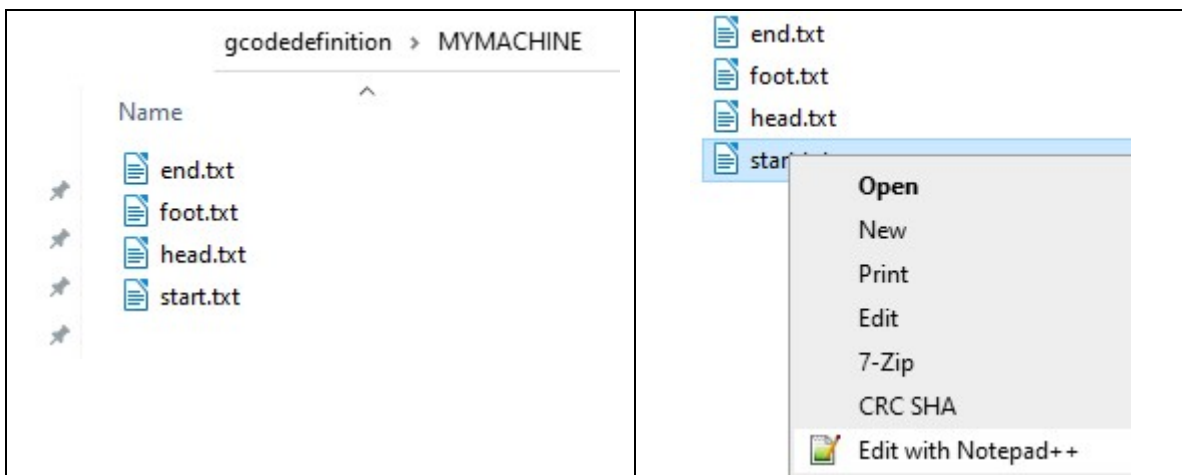 gcodedefinition > MYMACHINE
Name
end.txt
foot.txt
head.txt
start.txt
end.txt
foot.txt
head.txt
Open
New
Print
Edit
7-Zip
CRC SHA
Edit with Notepad++